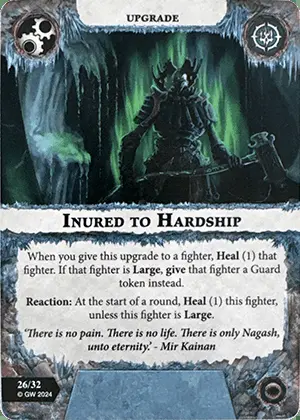 UPGRADE
INURED TO HARDSHIP
When you give this upgrade to a fighter, Heal (1) that
fighter. If that fighter is Large, give that fighter a Guard
token instead.
Reaction: At the start of a round, Heal (1) this fighter,
unless this fighter is Large.
'There is no pain. There is no life. There is only Nagash,
unto eternity.' - Mir Kainan
26/32
© GW 2024